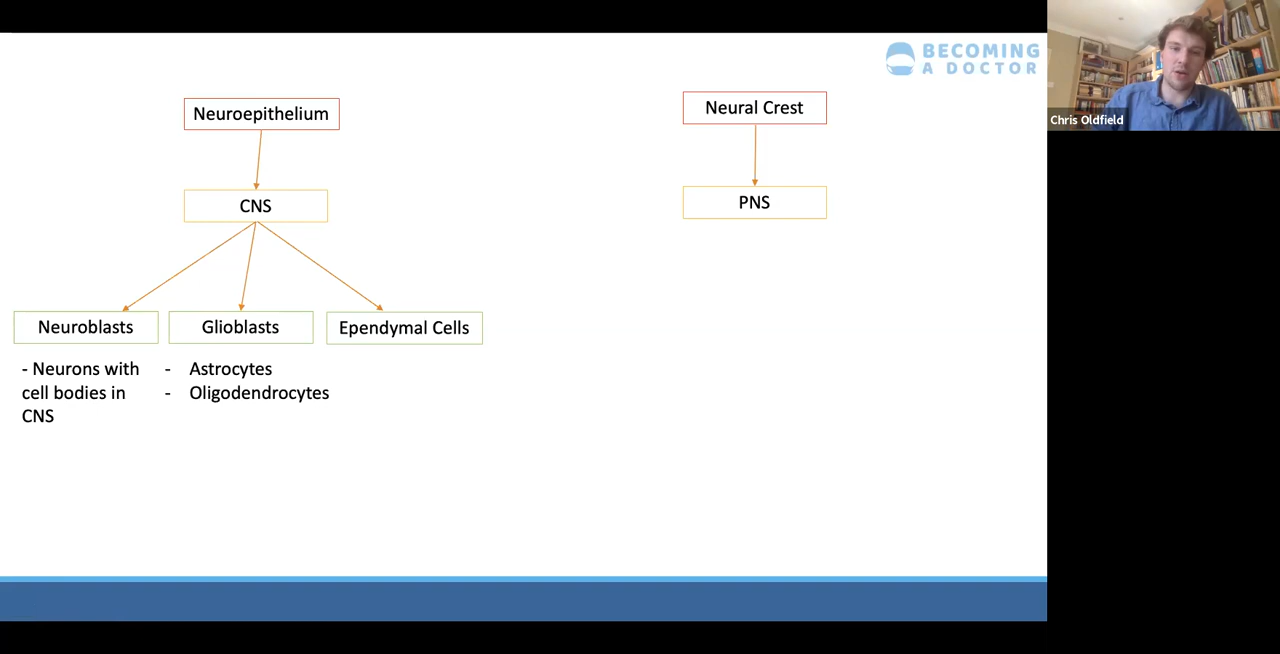 BECOMING
A DOCTOR
Chris Oldfield
Neuroepithelium
Neural Crest
CNS
PNS
Neuroblasts
Glioblasts
Ependymal Cells
- Neurons with
cell bodies in
CNS
- Astrocytes
- Oligodendrocytes